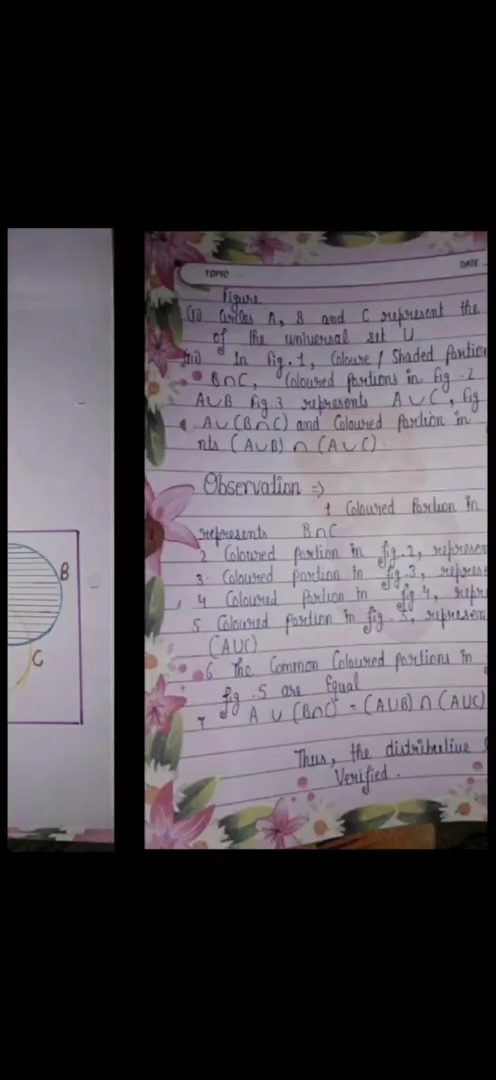 B
C
TOPIC
DATE
Figure
(ii) Circles A, B and C represent the
of the universal set U
(iii) In fig. 1, Coloure / Shaded Portion
B∩C, Coloured Portions in fig. 2
A∪B fig 3 represents A∪C, fig
A∪(B∩C) and Coloured Partion in
nts (A∪B) ∩ (A∪C).
Observation ⇒
1 Coloured Portion in
represents B∩C
2 Coloured portion in fig. 2, represen
3. Coloured portion in fig. 3, represe
4 Coloured Portion in fig 4, repr
5 Coloured portion in fig. 5, represen
(A∪C)
6 The Common Coloured portions in
fig. 5 are Equal
7 A ∪ (B∩C) = (A∪B) ∩ (A∪C)
Thus, the distributive
Verified.